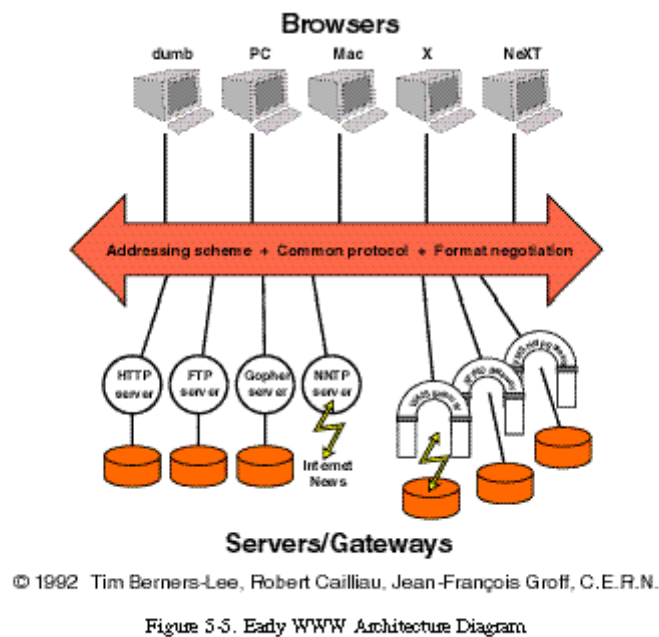 Browsers
dumb PC Mac X NeXT
Addressing scheme + Common protocol + Format negotiation
HTTP server
FTP server
Gopher server
NNTP server
Internet News
WAIS
gateway
Servers/Gateways
© 1992 Tim Berners-Lee, Robert Cailliau, Jean-François Groff, C.E.R.N.
Figure 5-5. Early WWW Architecture Diagram